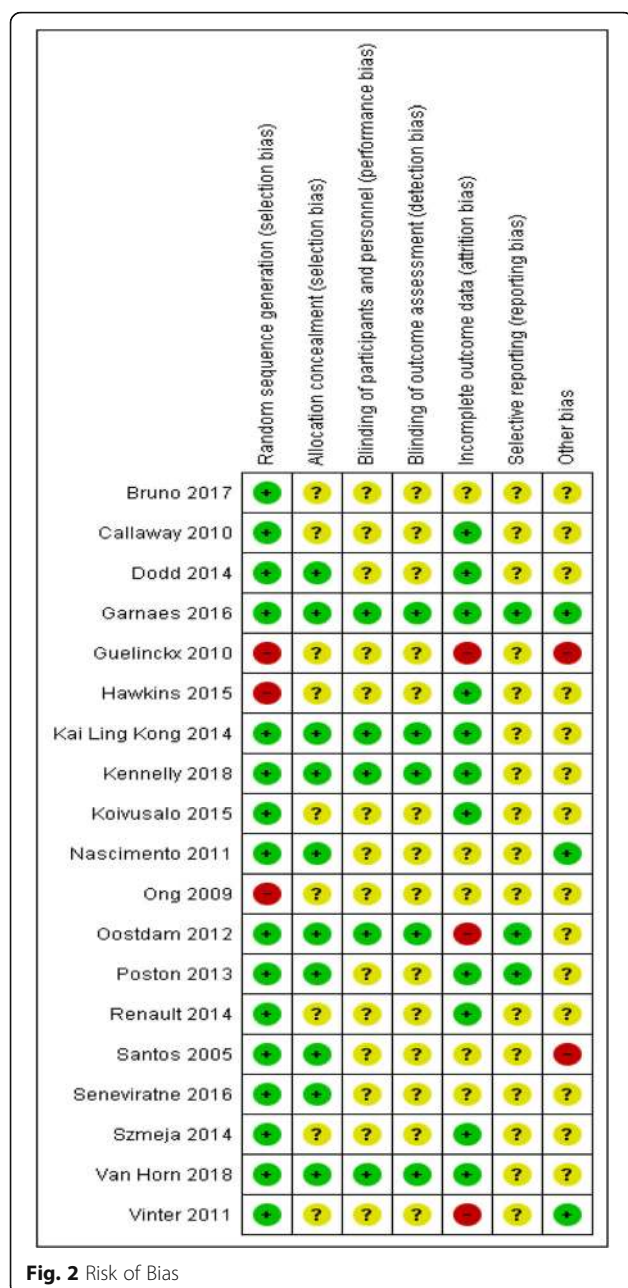 Random sequence generation (selection bias)
Allocation concealment (selection bias)
Blinding of participants and personnel (performance bias)
Blinding of outcome assessment (detection bias)
Incomplete outcome data (attrition bias)
Selective reporting (reporting bias)
Other bias
Bruno 2017 + ? ? ? ? ? ?
Callaway 2010 + ? ? ? + ? ?
Dodd 2014 + + ? ? + ? ?
Garnaes 2016 + + + + + + +
Guelinckx 2010 - ? ? ? - ? -
Hawkins 2015 - ? ? ? + ? ?
Kai Ling Kong 2014 + + + + + ? ?
Kennelly 2018 + + + + + ? ?
Koivusalo 2015 + ? ? ? + ? ?
Nascimento 2011 + + ? ? ? ? +
Ong 2009 - ? ? ? ? ? ?
Oostdam 2012 + + + + - + ?
Poston 2013 + + ? ? + + ?
Renault 2014 + ? ? ? + ? ?
Santos 2005 + + ? ? ? ? -
Seneviratne 2016 + + ? ? ? ? ?
Szmeja 2014 + ? ? ? + ? ?
Van Horn 2018 + + + + + ? ?
Vinter 2011 + ? ? ? - ? +
Fig. 2 Risk of Bias